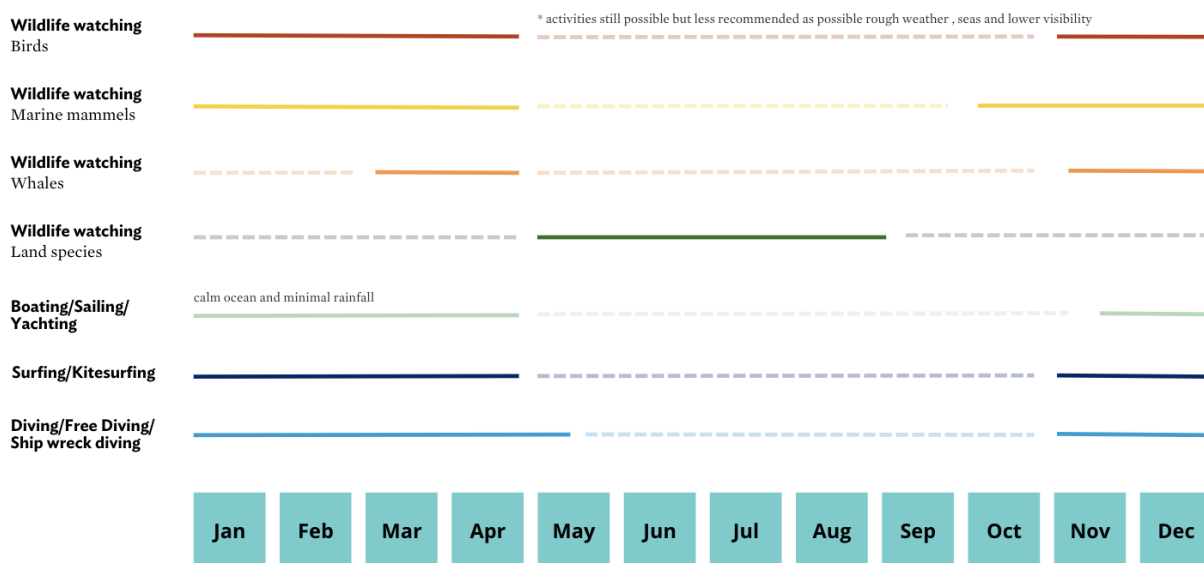 Wildlife watching
Birds
* activities still possible but less recommended as possible rough weather , seas and lower visibility
Wildlife watching
Marine mammels
Wildlife watching
Whales
Wildlife watching
Land species
Boating/Sailing/
Yachting
calm ocean and minimal rainfall
Surfing/Kitesurfing
Diving/Free Diving/
Ship wreck diving
Jan Feb Mar Apr May Jun Jul Aug Sep Oct Nov Dec